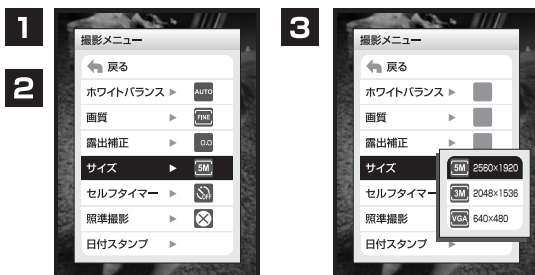 1
2
撮影メニュー
戻る
ホワイトバランス AUTO
画質 FINE
露出補正 0.0
サイズ 5M
セルフタイマー OFF
照準撮影
日付スタンプ
3
撮影メニュー
戻る
ホワイトバランス
画質
露出補正
サイズ
セルフタイマー
照準撮影
日付スタンプ
5M 2560×1920
3M 2048×1536
VGA 640×480